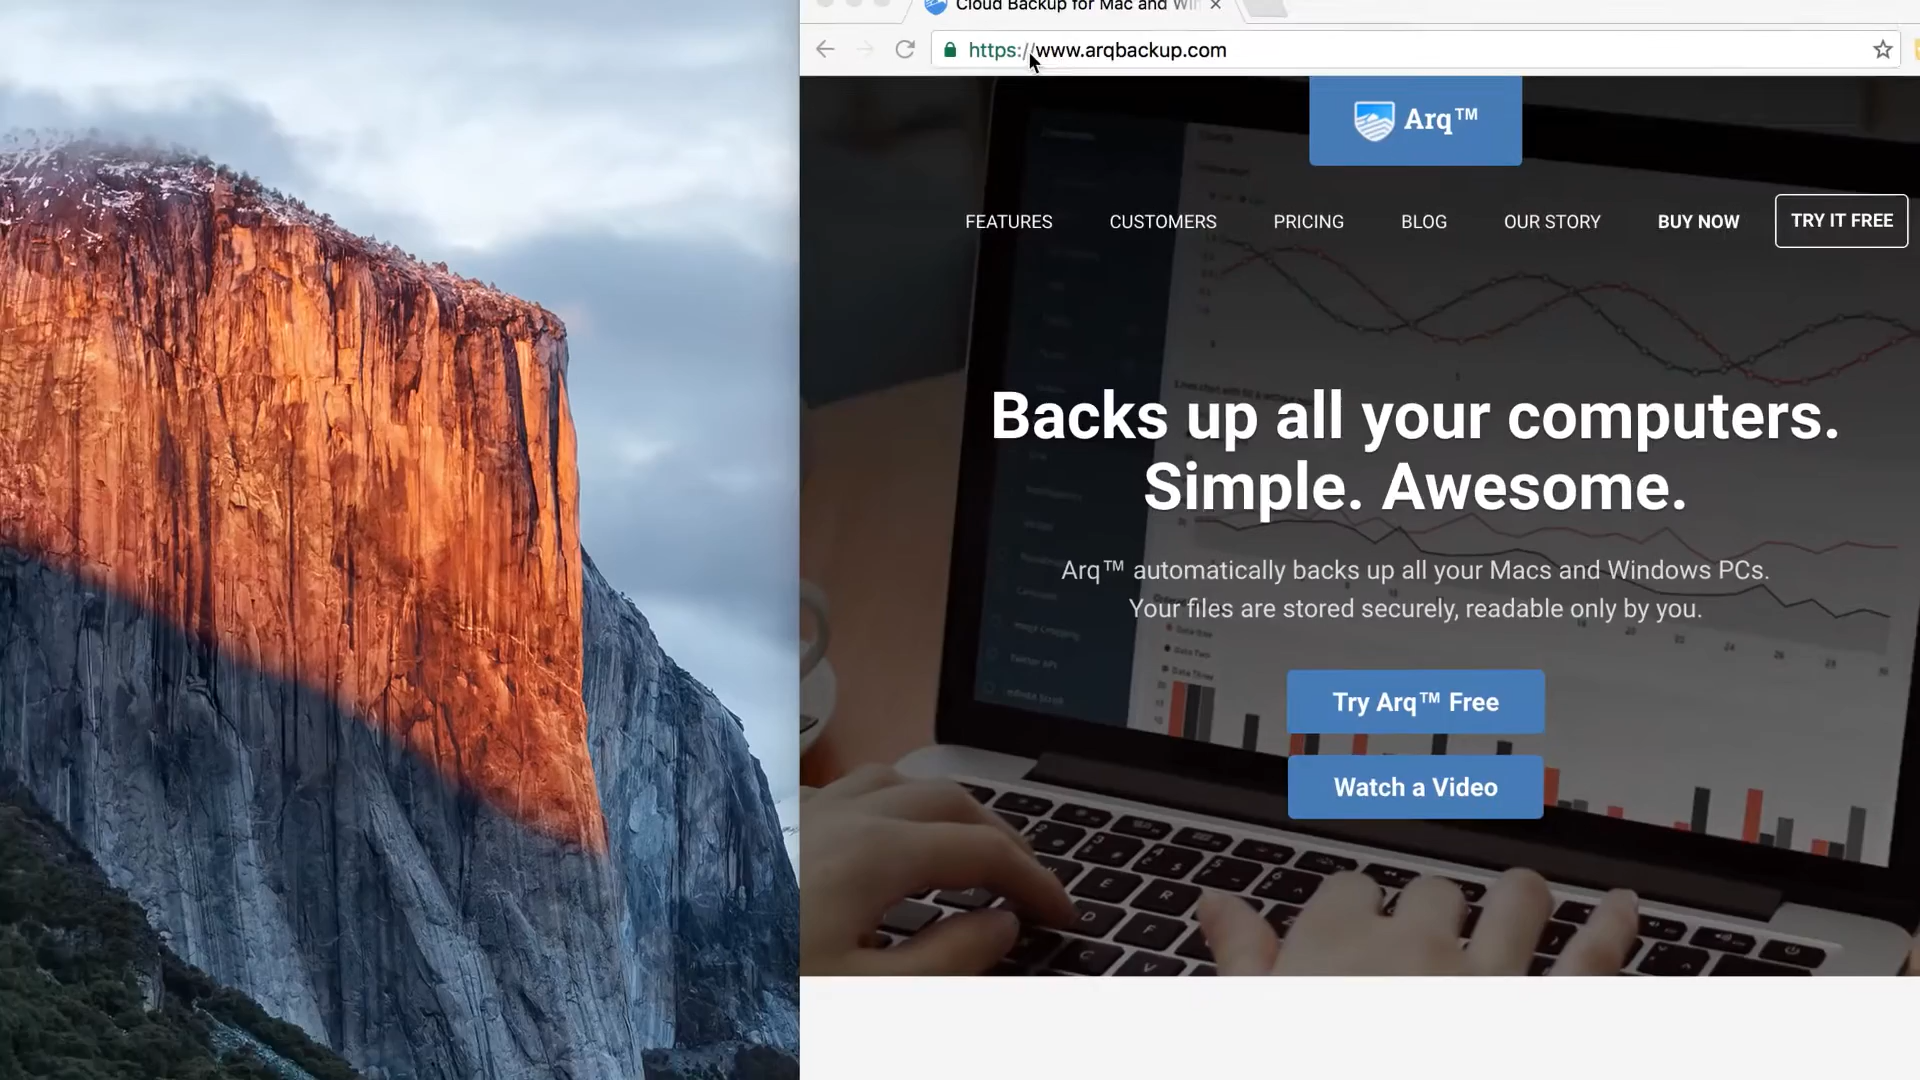 Cloud Backup for Mac and Win
https://www.arqbackup.com
Arq™
FEATURES CUSTOMERS PRICING BLOG OUR STORY BUY NOW TRY IT FREE
Backs up all your computers.
Simple. Awesome.
Arq™ automatically backs up all your Macs and Windows PCs.
Your files are stored securely, readable only by you.
Try Arq™ Free
Watch a Video